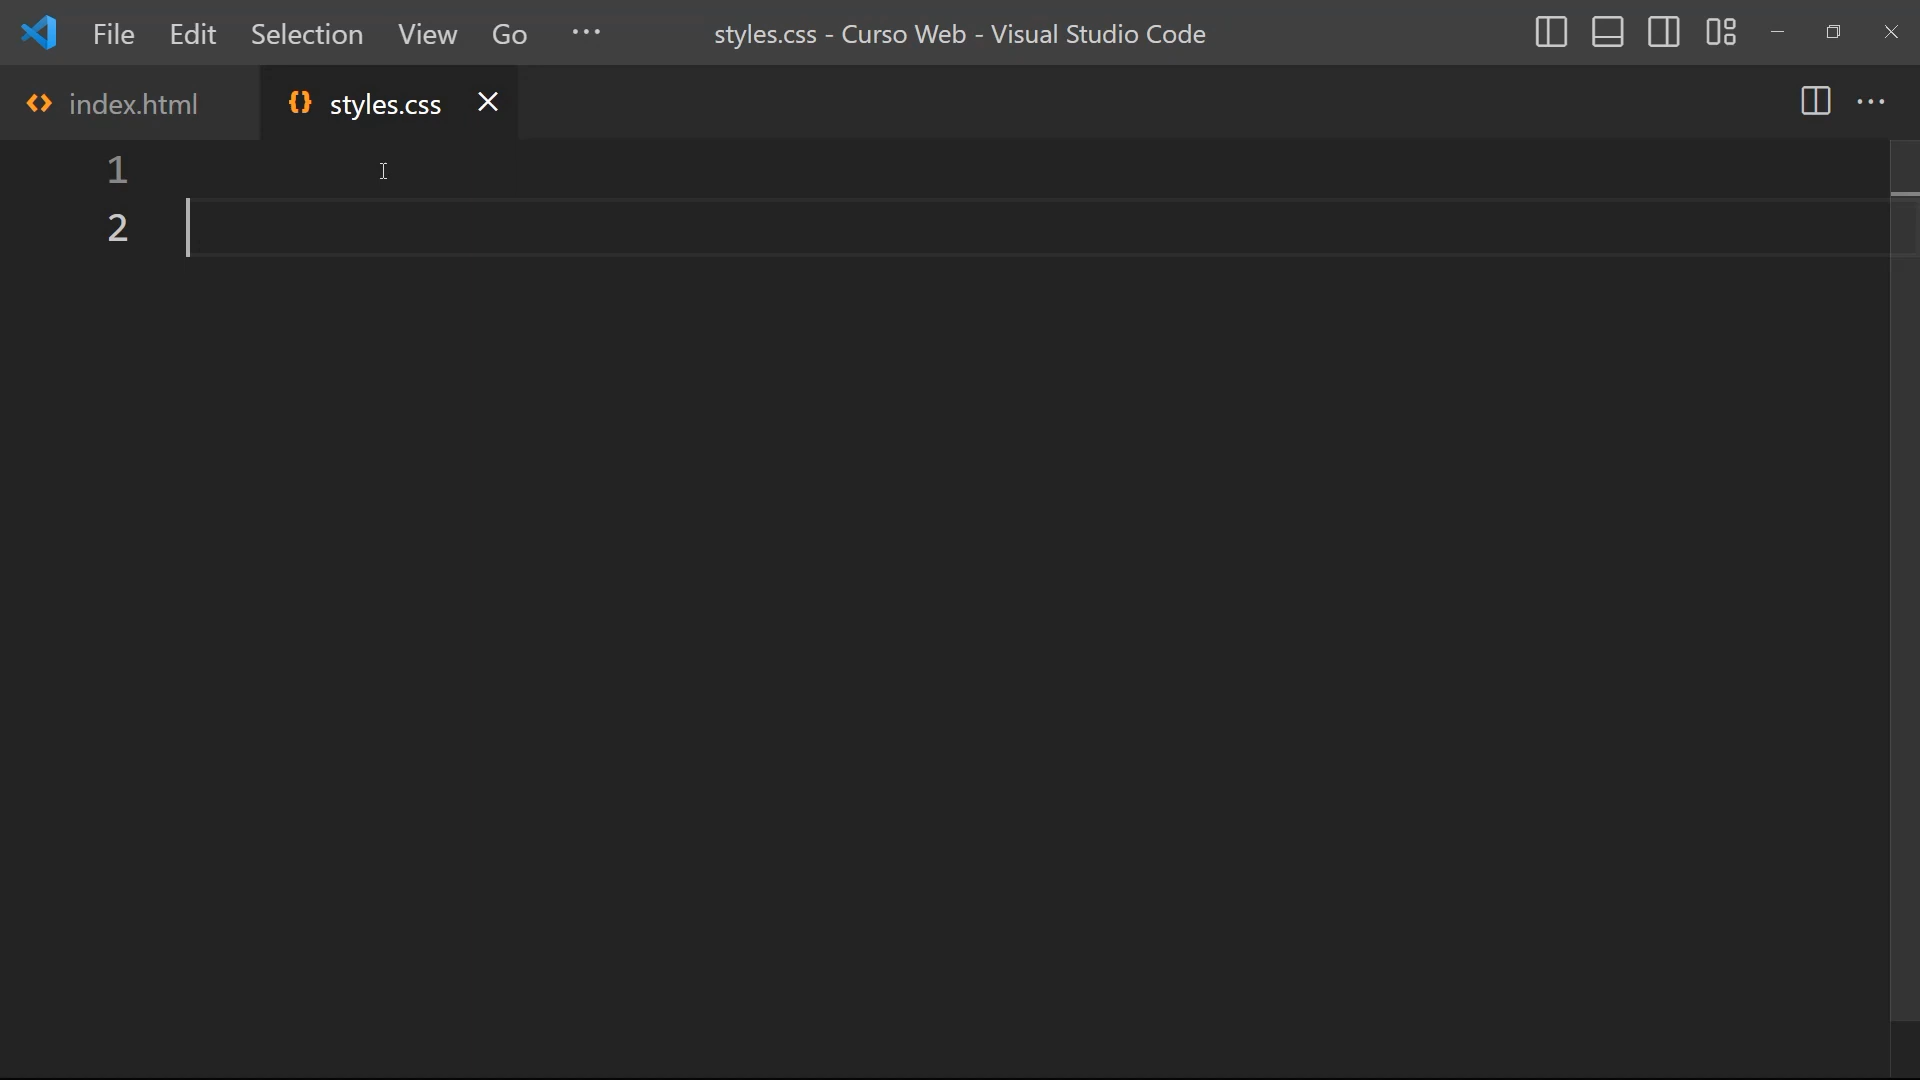 File Edit Selection View Go ··· styles.css - Curso Web - Visual Studio Code
index.html styles.css
1
2